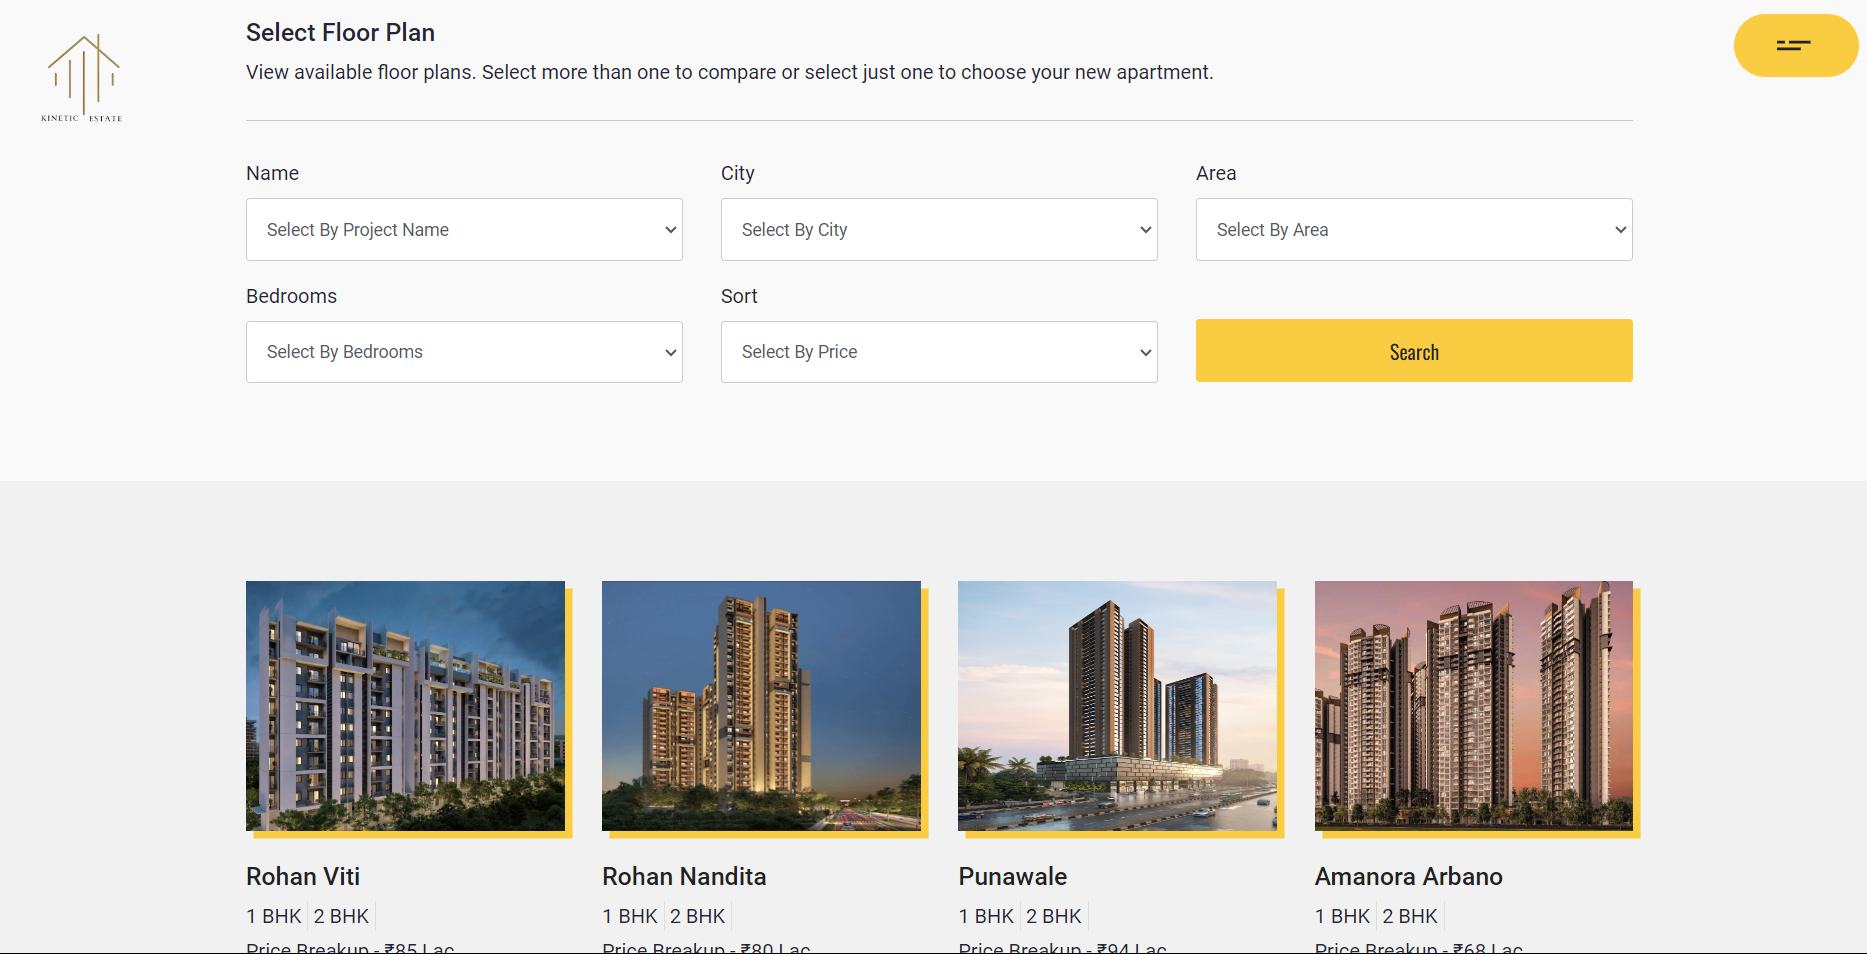 KINETIC ESTATE
Select Floor Plan
View available floor plans. Select more than one to compare or select just one to choose your new apartment.
Name
City
Area
Select By Project Name
Select By City
Select By Area
Bedrooms
Sort
Select By Bedrooms
Select By Price
Search
Rohan Viti
Rohan Nandita
Punawale
Amanora Arbano
1 BHK 2 BHK
1 BHK 2 BHK
1 BHK 2 BHK
1 BHK 2 BHK
Price Breakup - ₹85 Lac
Price Breakup - ₹80 Lac
Price Breakup - ₹94 Lac
Price Breakup - ₹68 Lac